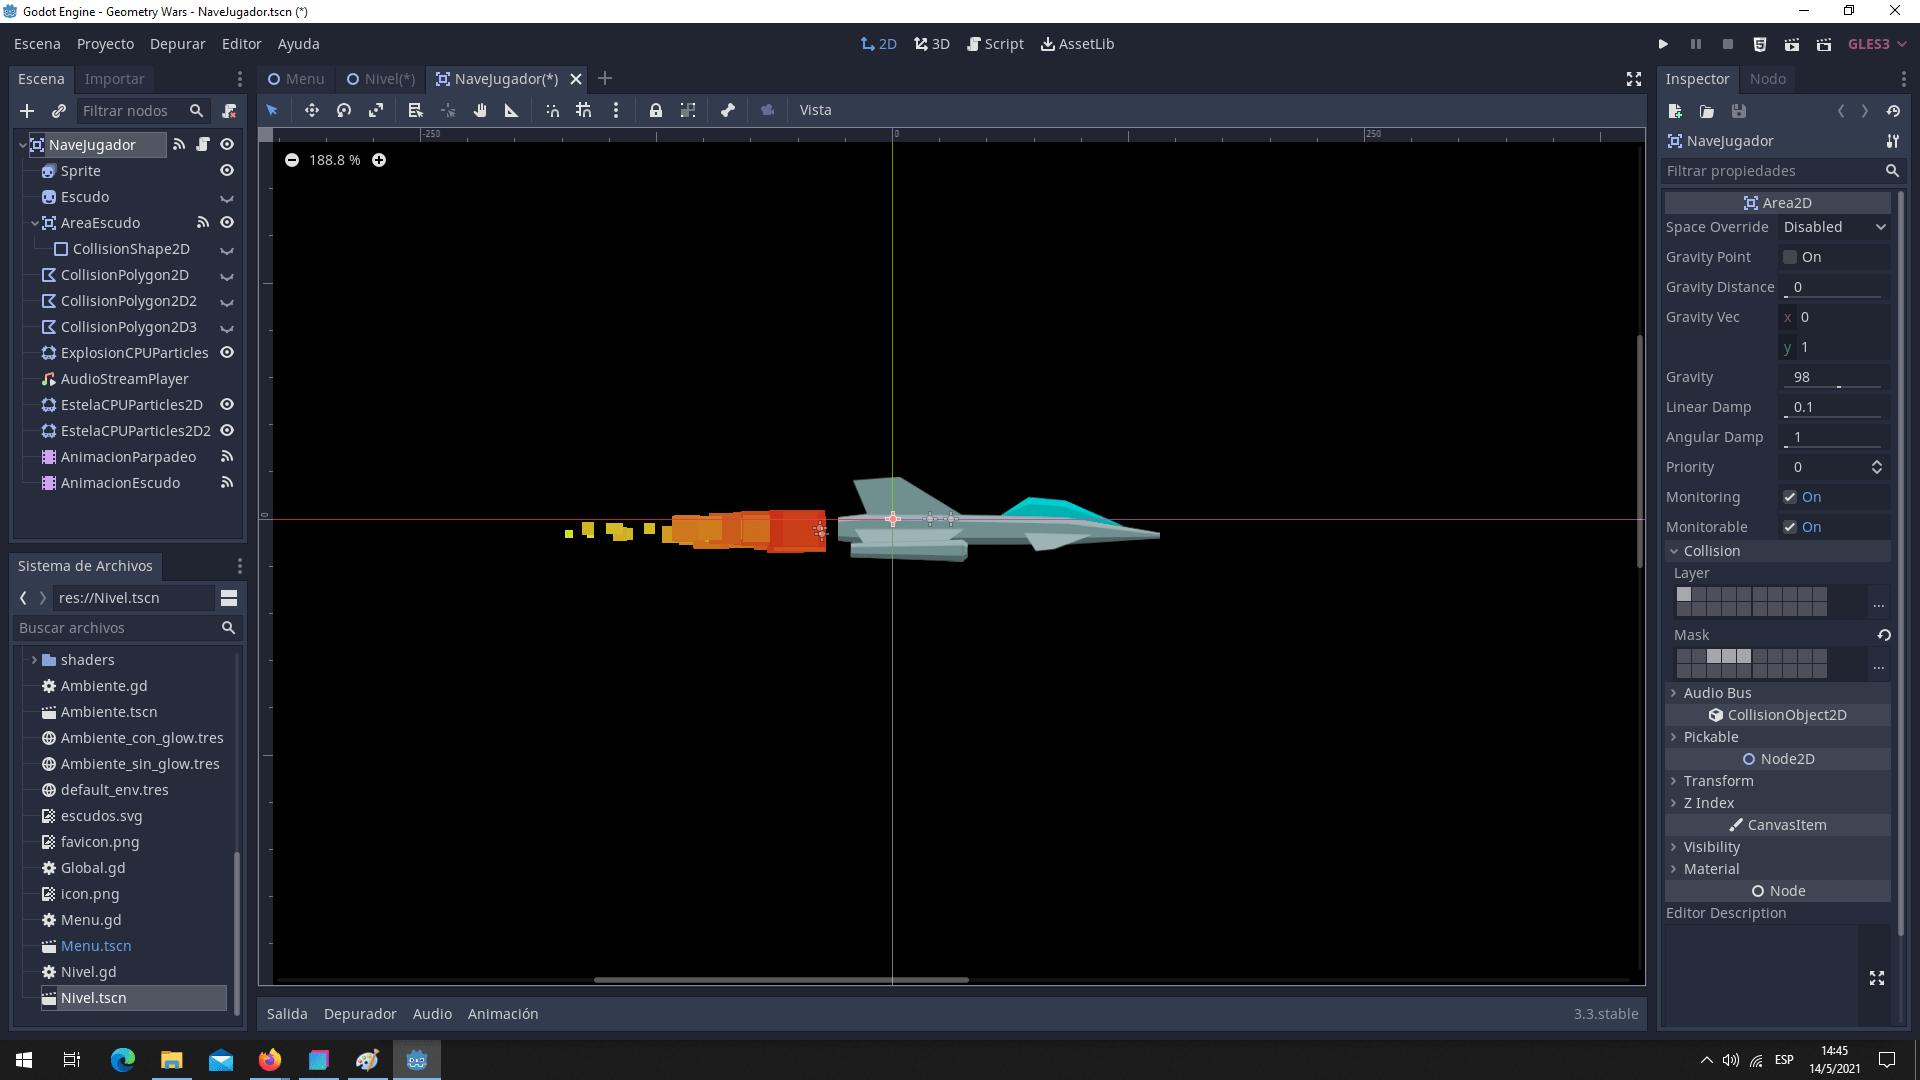 Godot Engine - Geometry Wars - NaveJugador.tscn (*)
Escena Proyecto Depurar Editor Ayuda
2D 3D Script AssetLib
GLES3
Escena Importar
Filtrar nodos
NaveJugador
Sprite
Escudo
AreaEscudo
CollisionShape2D
CollisionPolygon2D
CollisionPolygon2D2
CollisionPolygon2D3
ExplosionCPUParticles
AudioStreamPlayer
EstelaCPUParticles2D
EstelaCPUParticles2D2
AnimacionParpadeo
AnimacionEscudo
Sistema de Archivos
res://Nivel.tscn
Buscar archivos
shaders
Ambiente.gd
Ambiente.tscn
Ambiente_con_glow.tres
Ambiente_sin_glow.tres
default_env.tres
escudos.svg
favicon.png
Global.gd
icon.png
Menu.gd
Menu.tscn
Nivel.gd
Nivel.tscn
Menu Nivel(*) NaveJugador(*)
Vista
-250 0 250
188.8 %
0
Salida Depurador Audio Animación 3.3.stable
Inspector Nodo
NaveJugador
Filtrar propiedades
Area2D
Space Override Disabled
Gravity Point On
Gravity Distance 0
Gravity Vec x 0
y 1
Gravity 98
Linear Damp 0.1
Angular Damp 1
Priority 0
Monitoring On
Monitorable On
Collision
Layer
...
Mask
...
Audio Bus
CollisionObject2D
Pickable
Node2D
Transform
Z Index
CanvasItem
Visibility
Material
Node
Editor Description
ESP
14:45
14/5/2021